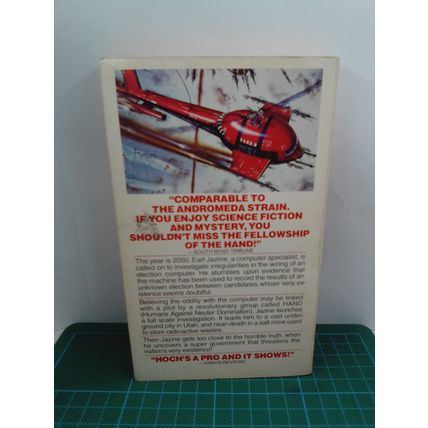 "COMPARABLE TO
THE ANDROMEDA STRAIN.
IF YOU ENJOY SCIENCE FICTION
AND MYSTERY, YOU
SHOULDN'T MISS THE FELLOWSHIP
OF THE HAND!"
—SOUTH BEND TRIBUNE
The year is 2050. Earl Jazine, a computer specialist, is
called on to investigate irregularities in the wiring of an
election computer. He stumbles upon evidence that
the machine has been used to record the results of an
unknown election between candidates whose very ex-
istence seems doubtful.
Believing the oddity with the computer may be linked
with a plot by a revolutionary group called HAND
(Humans Against Neuter Domination), Jazine launches
a full scale investigation. It leads him to a vast under-
ground city in Utah, and near-death in a salt mine used
to store radioactive wastes.
Then Jazine gets too close to the horrible truth, when
he uncovers a super government that threatens the
nation's very existence!
"HOCH'S A PRO AND IT SHOWS!"
—KIRKUS REVIEWS